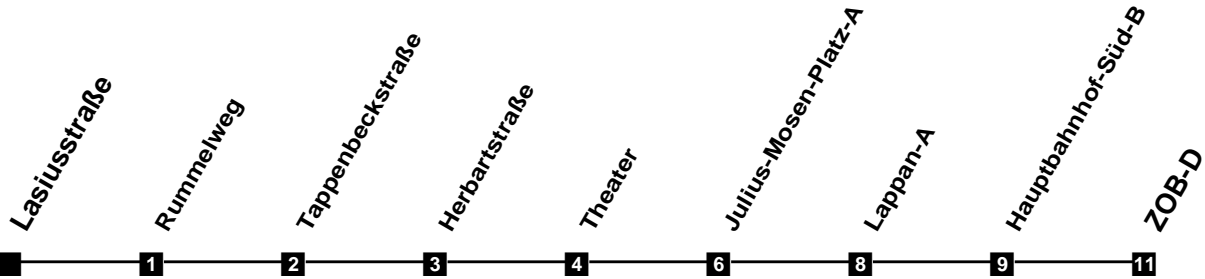 Lasiusstraße
Rummelweg
Tappenbeckstraße
Herbartstraße
Theater
Julius-Mosen-Platz-A
Lappan-A
Hauptbahnhof-Süd-B
ZOB-D
1 2 3 4 6 8 9 11